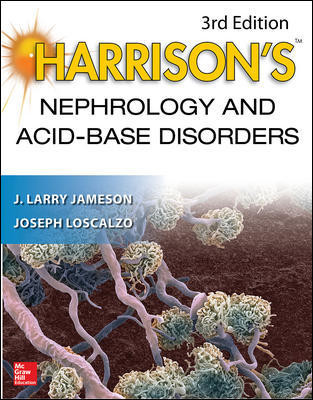 3rd Edition
HARRISON'S™
NEPHROLOGY AND
ACID-BASE DISORDERS
J. LARRY JAMESON
JOSEPH LOSCALZO
Mc
Graw
Hill
Education